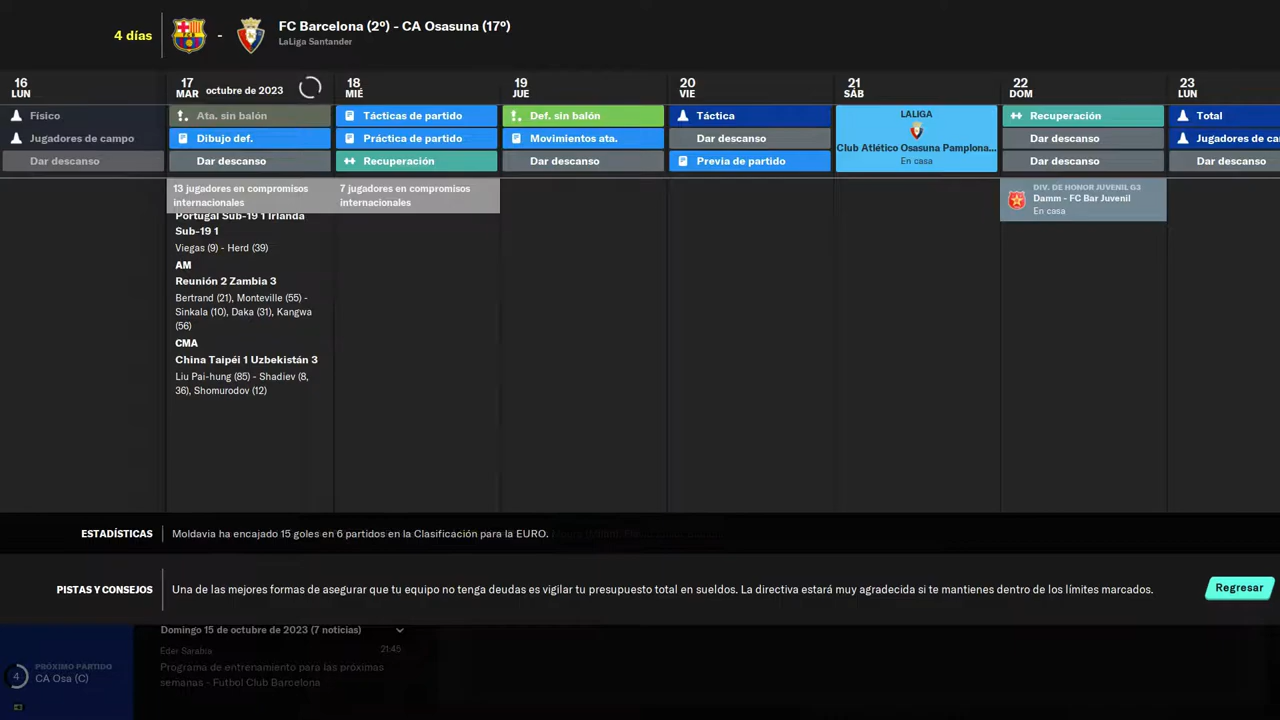 4 días
FC Barcelona (2º) - CA Osasuna (17º)
LaLiga Santander
16
LUN
17
MAR
octubre de 2023
18
MIÉ
19
JUE
20
VIE
21
SÁB
22
DOM
23
LUN
Físico
Jugadores de campo
Dar descanso
Ata. sin balón
Dibujo def.
Dar descanso
Tácticas de partido
Práctica de partido
Recuperación
Def. sin balón
Movimientos ata.
Dar descanso
Táctica
Dar descanso
Previa de partido
LALIGA
Club Atlético Osasuna Pamplona...
En casa
Recuperación
Dar descanso
Dar descanso
Total
Jugadores de ca
Dar descanso
13 jugadores en compromisos
internacionales
7 jugadores en compromisos
internacionales
Portugal Sub-19 1 Irlanda
Sub-19 1
Viegas (9) - Herd (39)
AM
Reunión 2 Zambia 3
Bertrand (21), Monteville (55) -
Sinkala (10), Daka (31), Kangwa
(56)
CMA
China Taipéi 1 Uzbekistán 3
Liu Pai-hung (85) - Shadiev (8,
36), Shomurodov (12)
DIV. DE HONOR JUVENIL G3
Damm - FC Bar Juvenil
En casa
ESTADÍSTICAS
Moldavia ha encajado 15 goles en 6 partidos en la Clasificación para la EURO.
PISTAS Y CONSEJOS
Una de las mejores formas de asegurar que tu equipo no tenga deudas es vigilar tu presupuesto total en sueldos. La directiva estará muy agradecida si te mantienes dentro de los límites marcados.
Regresar
Domingo 15 de octubre de 2023 (7 noticias)
Eder Sarabia
21:45
Programa de entrenamiento para las próximas
semanas - Futbol Club Barcelona
4
PRÓXIMO PARTIDO
CA Osa (C)